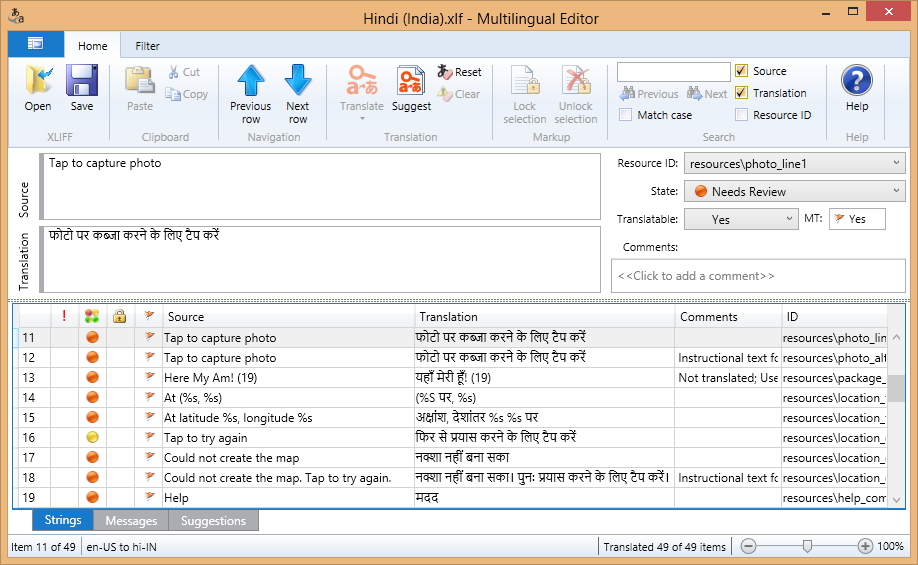 Hindi (India).xlf - Multilingual Editor
Home Filter
Open Save Paste Cut Copy Previous row Next row Translate Suggest Reset Clear Lock selection Unlock selection Previous Next Match case Source Translation Resource ID Help
XLIFF Clipboard Navigation Translation Markup Search Help
Source
Tap to capture photo
Translation
फोटो पर कब्जा करने के लिए टैप करें
Resource ID: resources\photo_line1
State: Needs Review
Translatable: Yes MT: Yes
Comments:
<<Click to add a comment>>
! Source Translation Comments ID
11 Tap to capture photo फोटो पर कब्जा करने के लिए टैप करें resources\photo_lin
12 Tap to capture photo फोटो पर कब्जा करने के लिए टैप करें Instructional text fo resources\photo_alt
13 Here My Am! (19) यहाँ मेरी हूँ! (19) Not translated; Use resources\package_
14 At (%s, %s) (%S पर, %s) resources\location_
15 At latitude %s, longitude %s अक्षांश, देशांतर %s %s पर resources\location_
16 Tap to try again फिर से प्रयास करने के लिए टैप करें resources\location_
17 Could not create the map नक्शा नहीं बना सका resources\location_
18 Could not create the map. Tap to try again. नक्शा नहीं बना सका। पुनः प्रयास करने के लिए टैप करें। Instructional text fo resources\location_
19 Help मदद resources\help_com
Strings Messages Suggestions
Item 11 of 49 en-US to hi-IN Translated 49 of 49 items 100%